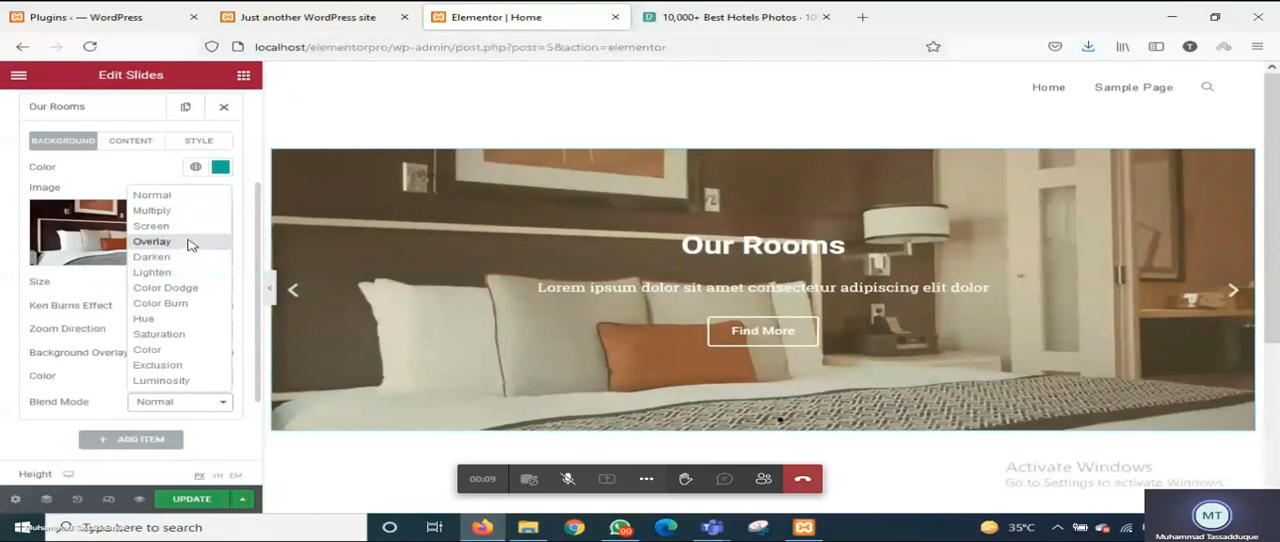 Plugins ‹ — WordPress
Just another WordPress site
Elementor | Home
10,000+ Best Hotels Photos · 10
localhost/elementorpro/wp-admin/post.php?post=5&action=elementor
Edit Slides
Our Rooms
BACKGROUND
CONTENT
STYLE
Color
Image
Normal
Multiply
Screen
Overlay
Darken
Lighten
Color Dodge
Color Burn
Hue
Saturation
Color
Exclusion
Luminosity
Size
Ken Burns Effect
Zoom Direction
Background Overlay
Color
Blend Mode
Normal
+ ADD ITEM
Height
PX VH EM
UPDATE
Home
Sample Page
Our Rooms
Lorem ipsum dolor sit amet consectetur adipiscing elit dolor
Find More
00:09
Activate Windows
Go to Settings to activate Windows.
MT
Muhammad Tassadduque
Muhammad Tassadduque
Type here to search
35°C